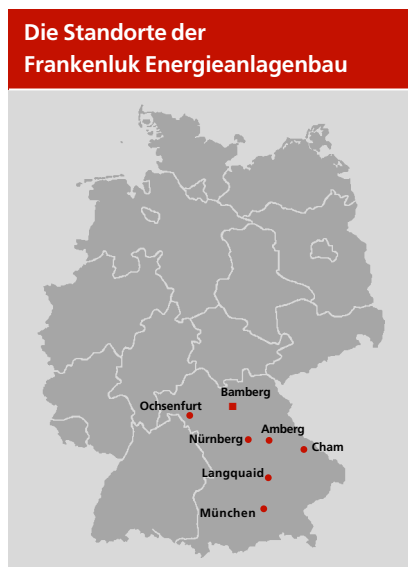 Die Standorte der
Frankenluk Energieanlagenbau
Bamberg
Ochsenfurt
Amberg
Nürnberg
Cham
Langquaid
München